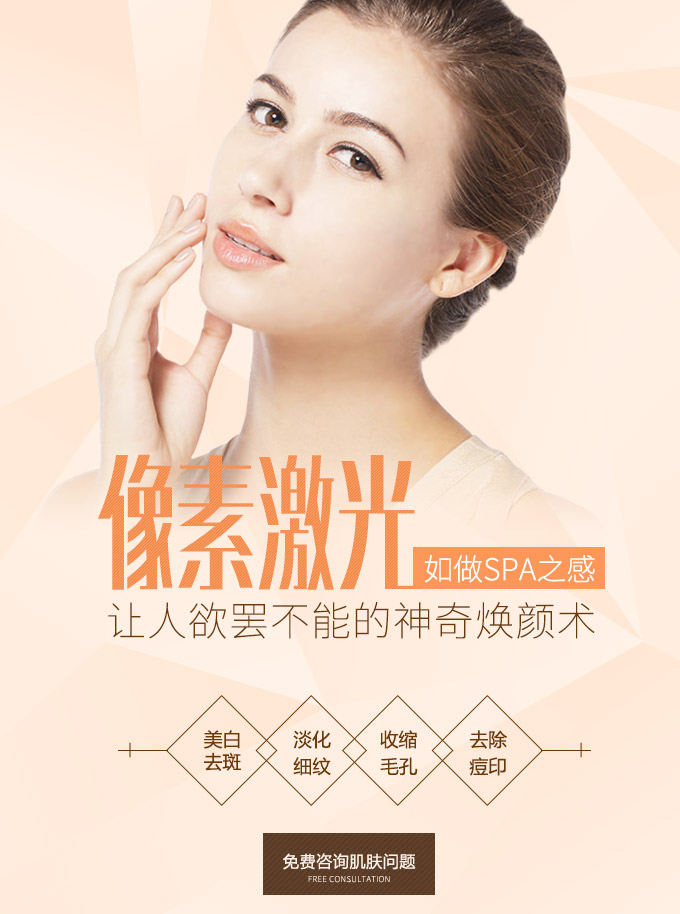 像素激光
如做SPA之感
让人欲罢不能的神奇焕颜术
美白
去斑
淡化
细纹
收缩
毛孔
去除
痘印
免费咨询肌肤问题
FREE CONSULTATION